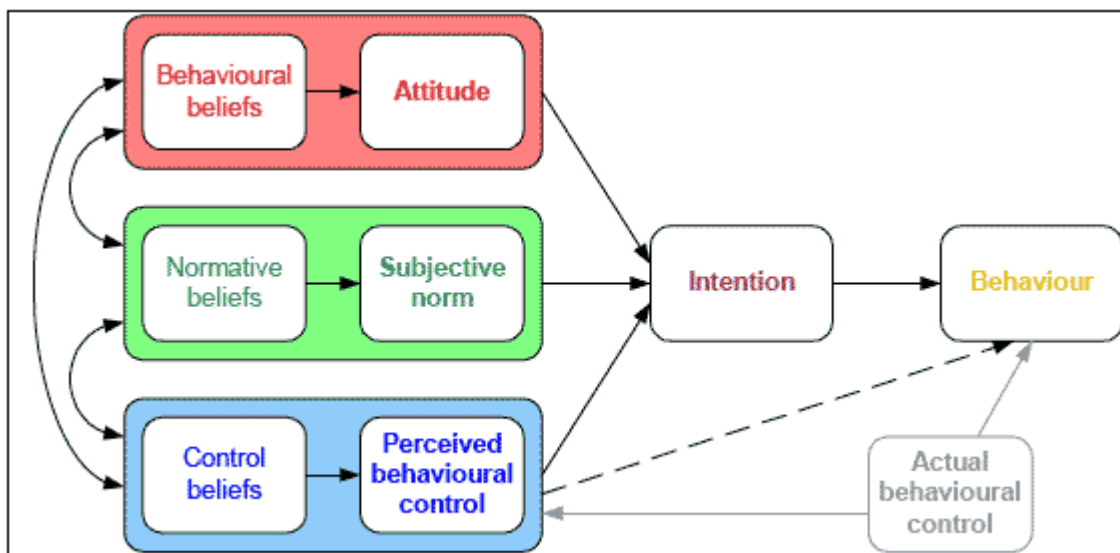 Behavioural
beliefs
Attitude
Normative
beliefs
Subjective
norm
Intention
Behaviour
Control
beliefs
Perceived
behavioural
control
Actual
behavioural
control